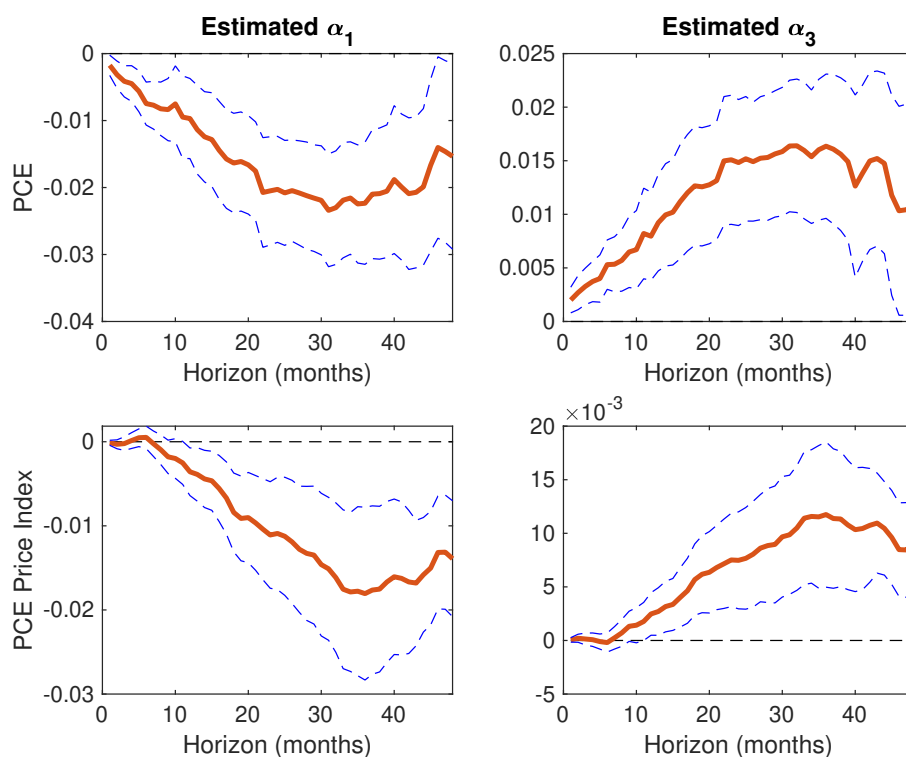 Estimated α1
PCE
0
-0.01
-0.02
-0.03
-0.04
0 10 20 30 40
Horizon (months)
Estimated α3
0.025
0.02
0.015
0.01
0.005
0
0 10 20 30 40
Horizon (months)
PCE Price Index
0
-0.01
-0.02
-0.03
0 10 20 30 40
Horizon (months)
×10-3
20
15
10
5
0
-5
0 10 20 30 40
Horizon (months)